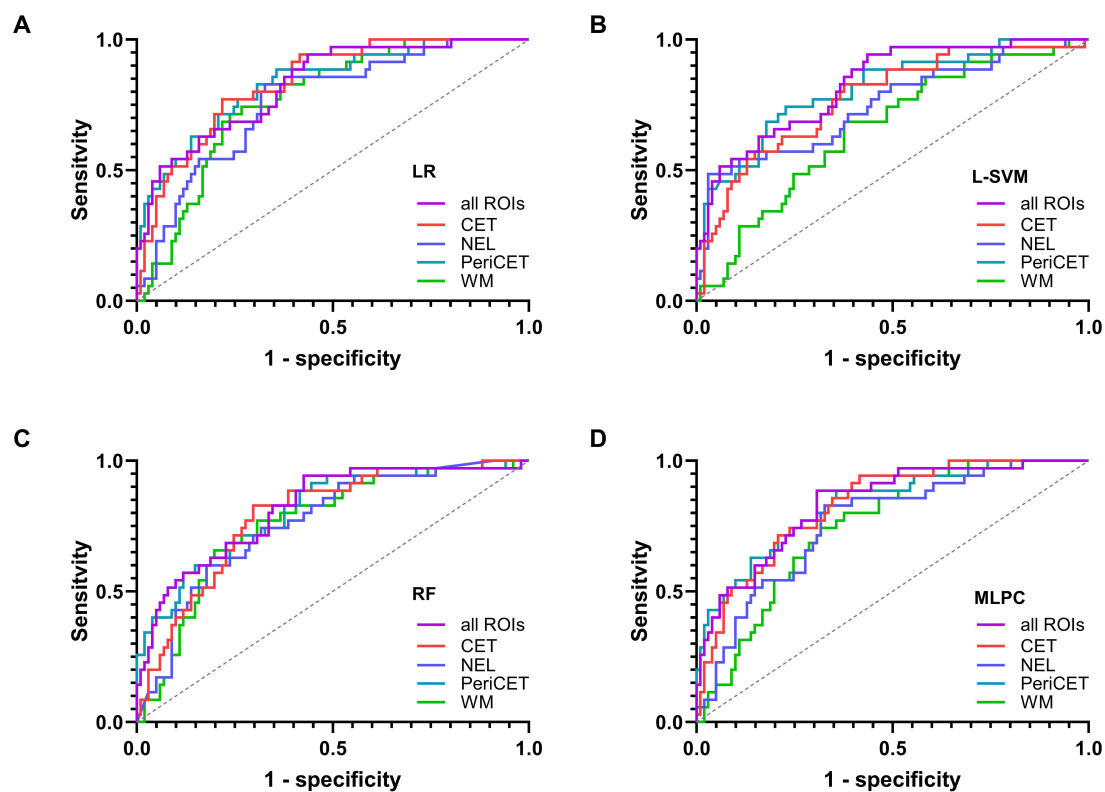 A
1.0
0.5
0.0
Sensitvity
LR
all ROIs
CET
NEL
PeriCET
WM
0.0 0.5 1.0
1 - specificity
B
1.0
0.5
0.0
Sensitvity
L-SVM
all ROIs
CET
NEL
PeriCET
WM
0.0 0.5 1.0
1 - specificity
C
1.0
0.5
0.0
Sensitvity
RF
all ROIs
CET
NEL
PeriCET
WM
0.0 0.5 1.0
1 - specificity
D
1.0
0.5
0.0
Sensitvity
MLPC
all ROIs
CET
NEL
PeriCET
WM
0.0 0.5 1.0
1 - specificity